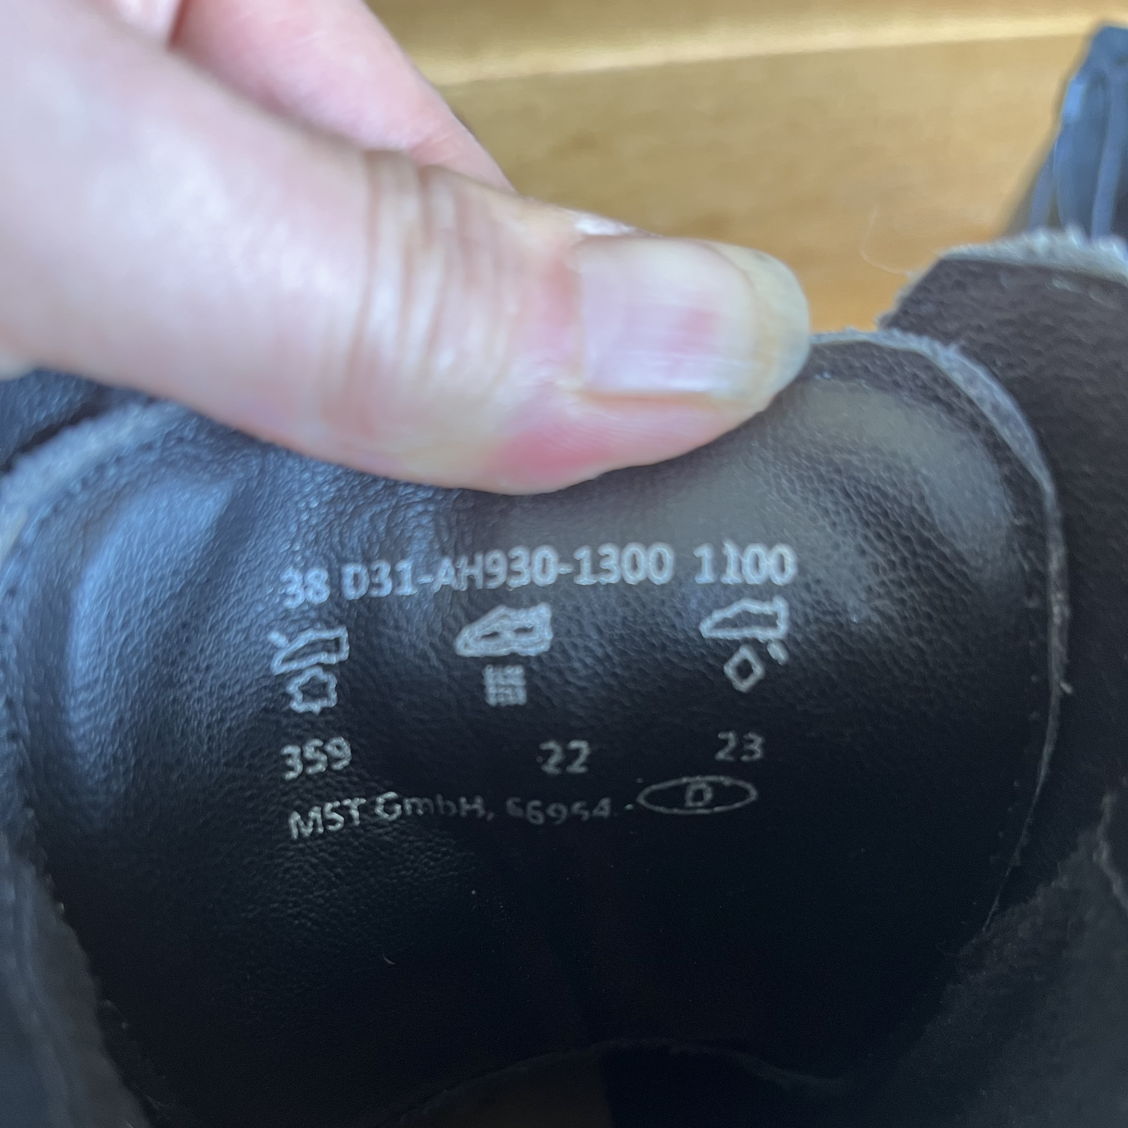 38 D31-AH930-1300 1100
359 22 23
MST GmbH, 66954 - D